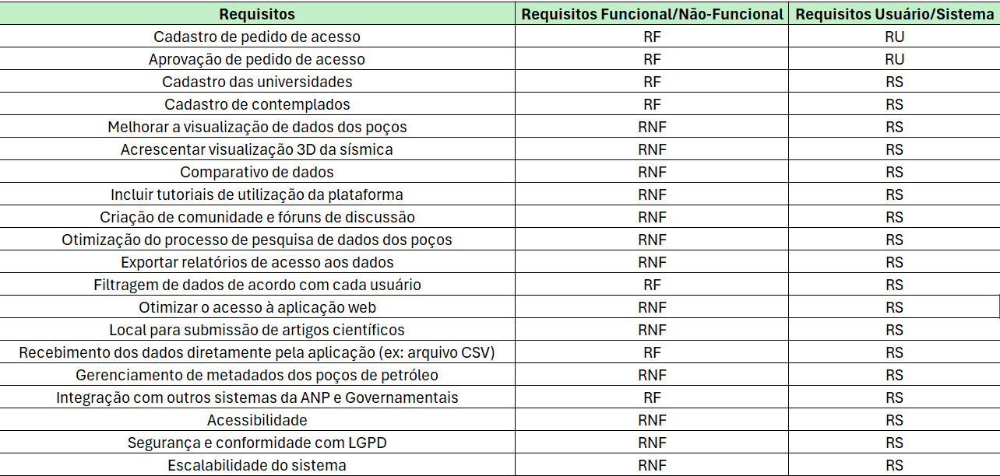 Requisitos Requisitos Funcional/Não-Funcional Requisitos Usuário/Sistema
Cadastro de pedido de acesso RF RU
Aprovação de pedido de acesso RF RU
Cadastro das universidades RF RS
Cadastro de contemplados RF RS
Melhorar a visualização de dados dos poços RNF RS
Acrescentar visualização 3D da sísmica RNF RS
Comparativo de dados RNF RS
Incluir tutoriais de utilização da plataforma RNF RS
Criação de comunidade e fóruns de discussão RNF RS
Otimização do processo de pesquisa de dados dos poços RNF RS
Exportar relatórios de acesso aos dados RNF RS
Filtragem de dados de acordo com cada usuário RF RS
Otimizar o acesso à aplicação web RNF RS
Local para submissão de artigos científicos RNF RS
Recebimento dos dados diretamente pela aplicação (ex: arquivo CSV) RF RS
Gerenciamento de metadados dos poços de petróleo RNF RS
Integração com outros sistemas da ANP e Governamentais RF RS
Acessibilidade RNF RS
Segurança e conformidade com LGPD RNF RS
Escalabilidade do sistema RNF RS